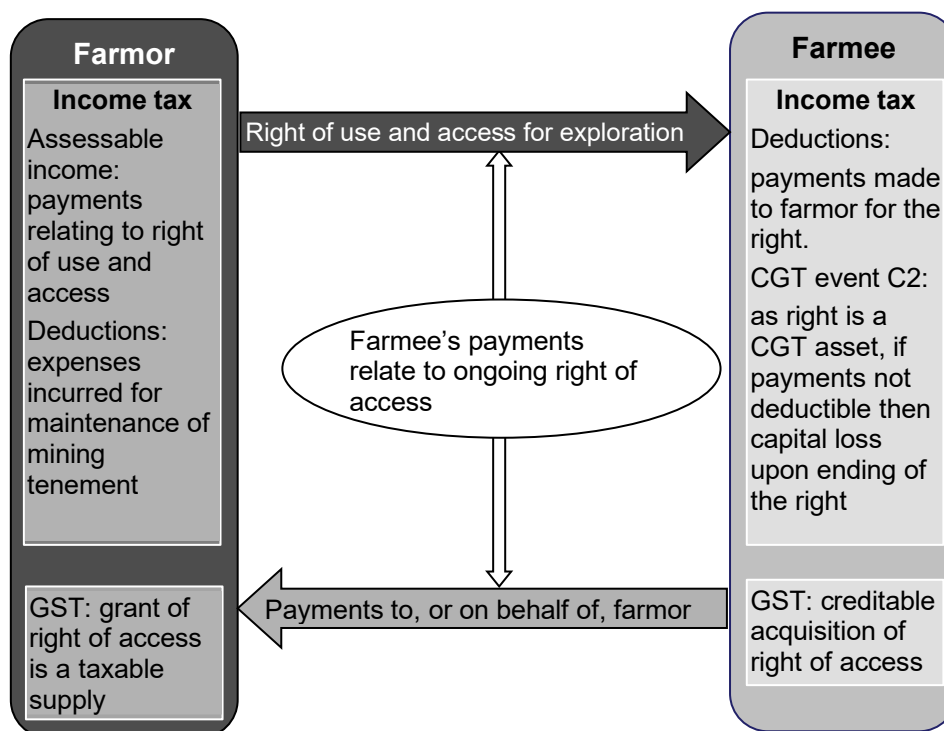 Farmor
Income tax
Assessable
income:
payments
relating to right
of use and
access
Deductions:
expenses
incurred for
maintenance of
mining
tenement
GST: grant of
right of access
is a taxable
supply
Right of use and access for exploration
Farmee’s payments
relate to ongoing right of
access
Payments to, or on behalf of, farmor
Farmee
Income tax
Deductions:
payments made
to farmor for the
right.
CGT event C2:
as right is a
CGT asset, if
payments not
deductible then
capital loss
upon ending of
the right
GST: creditable
acquisition of
right of access